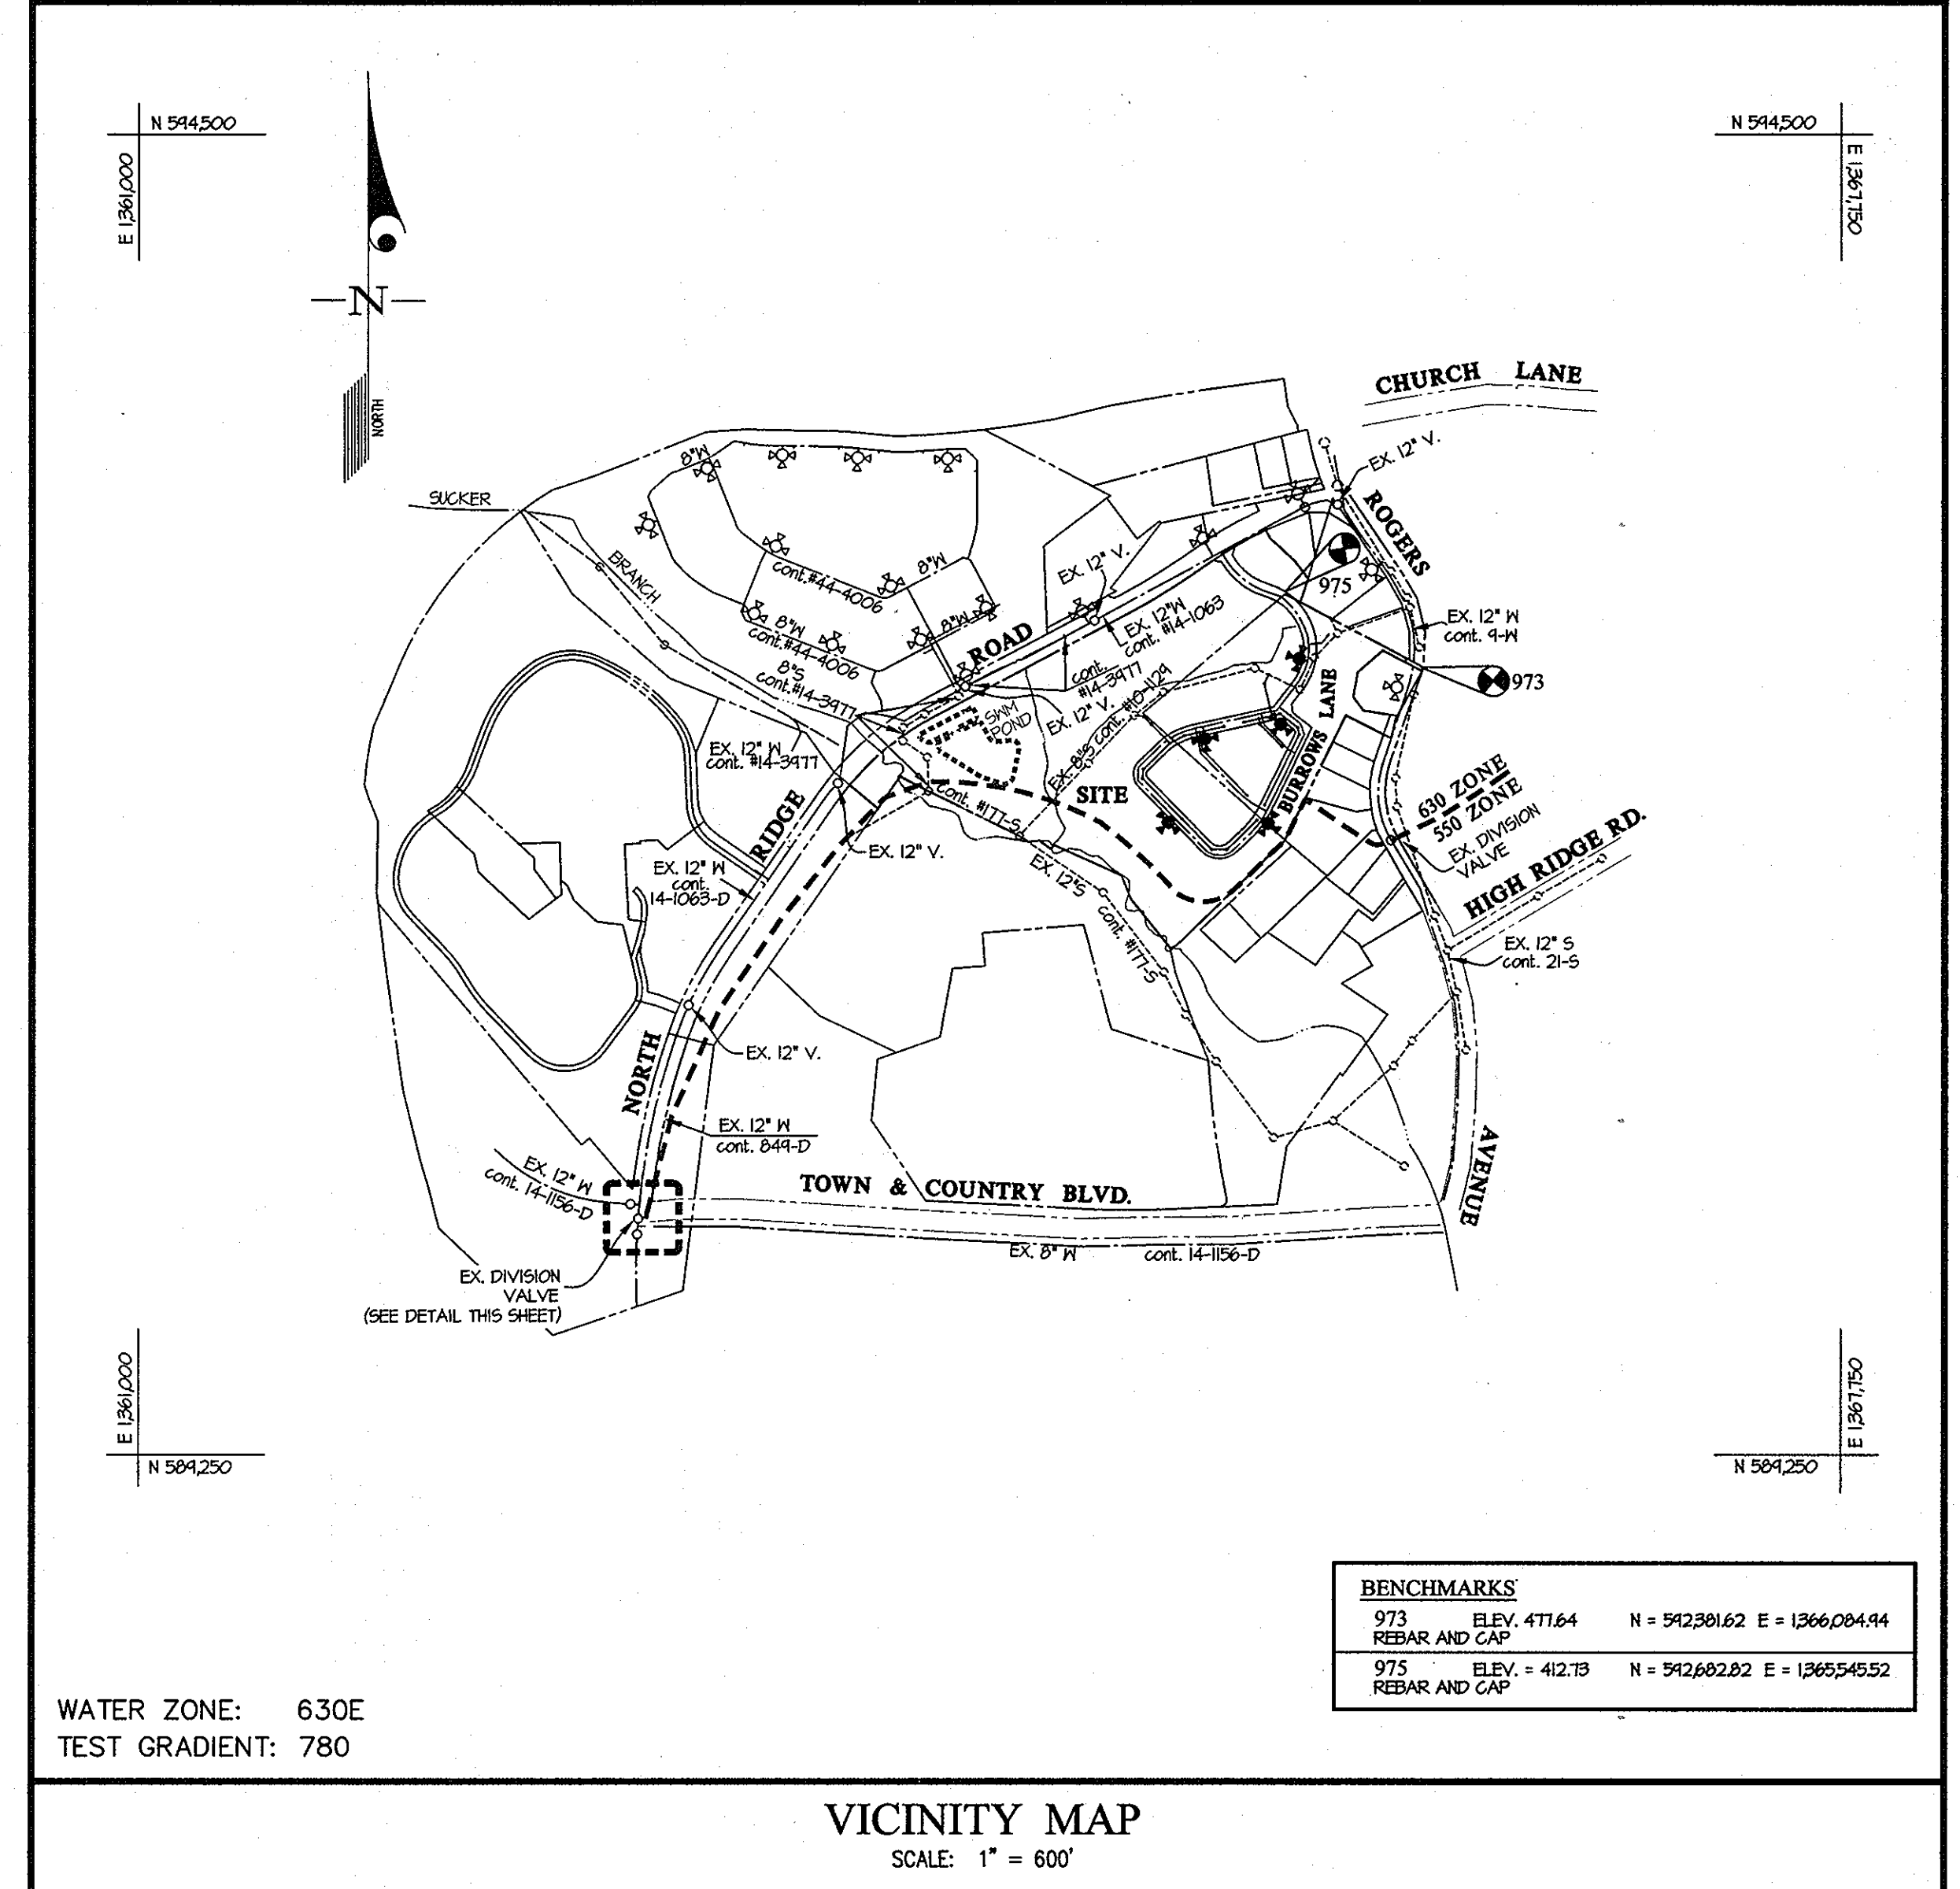 N 594,500
E 1,361,000
N 594,500
E 1,367,750
N
NORTH
CHURCH LANE
EX. 12" V.
ROGERS
8"W
SUCKER
BRANCH
cont.#44-4006
8"W
8"W
8"W
cont.#44-4006
8"S
cont.#14-3977
EX. 12" V.
ROAD
EX. 12"W
cont. #14-1063
cont.
#14-3977
975
EX. 12" W
cont. 9-W
973
SWM
POND
EX. 12" V.
EX. 8"S cont. #10-1129
BURROWS LANE
EX. 12" W
cont. #14-3977
SITE
630 ZONE
550 ZONE
EX. DIVISION
VALVE
HIGH RIDGE RD.
RIDGE
cont. #177-S
EX. 12" V.
EX. 12"S
cont. #177-S
EX. 12" W
cont.
14-1063-D
EX. 12" S
cont. 21-S
NORTH
EX. 12" V.
EX. 12" W
cont. 849-D
EX. 12" W
cont. 14-1156-D
TOWN & COUNTRY BLVD.
AVENUE
EX. 8" W
cont. 14-1156-D
EX. DIVISION
VALVE
(SEE DETAIL THIS SHEET)
E 1,361,000
N 589,250
E 1,367,750
N 589,250
BENCHMARKS
973 ELEV. 477.64 N = 592,381.62 E = 1,366,084.94
REBAR AND CAP
975 ELEV. = 412.73 N = 592,682.82 E = 1,365,545.52
REBAR AND CAP
WATER ZONE: 630E
TEST GRADIENT: 780
VICINITY MAP
SCALE: 1" = 600'